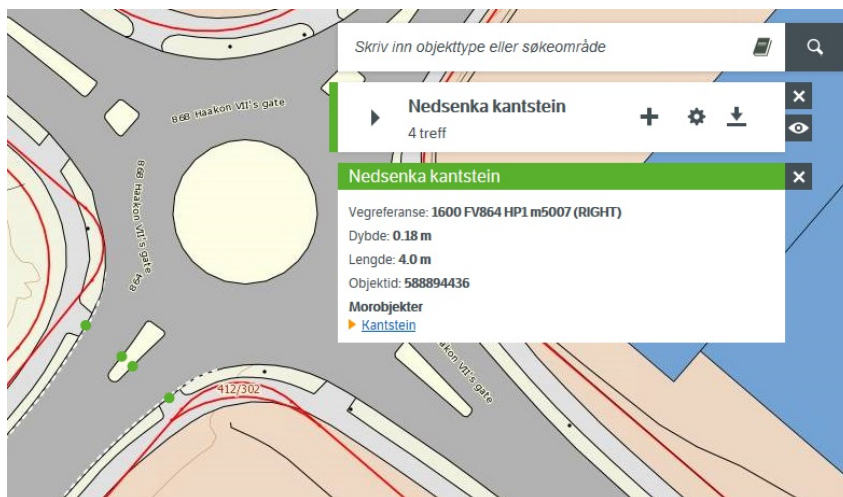 Skriv inn objekttype eller søkeområde
Nedsenka kantstein
4 treff
Nedsenka kantstein
Vegreferanse: 1600 FV864 HP1 m5007 (RIGHT)
Dybde: 0.18 m
Lengde: 4.0 m
Objektid: 588894436
Morobjekter
Kantstein
868 Haakon VII's gate
868 Haakon VII's gate
864
412/302
Haakon VII's gate